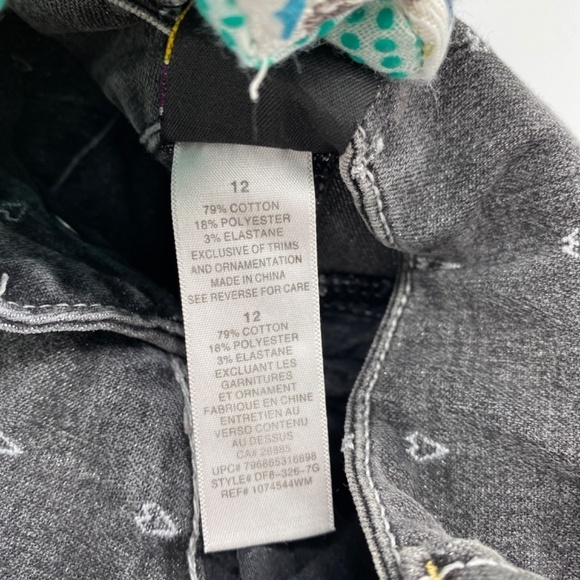 12
79% COTTON
18% POLYESTER
3% ELASTANE
EXCLUSIVE OF TRIMS
AND ORNAMENTATION
MADE IN CHINA
SEE REVERSE FOR CARE
12
79% COTTON
18% POLYESTER
3% ELASTANE
EXCLUANT LES
GARNITURES
ET ORNAMENT
FABRIQUE EN CHINE
ENTRETIEN AU
VERSO CONTENU
AU DESSUS
CA# 28885
UPC# 796865316898
STYLE# DF8-326-7G
REF# 1074544WM